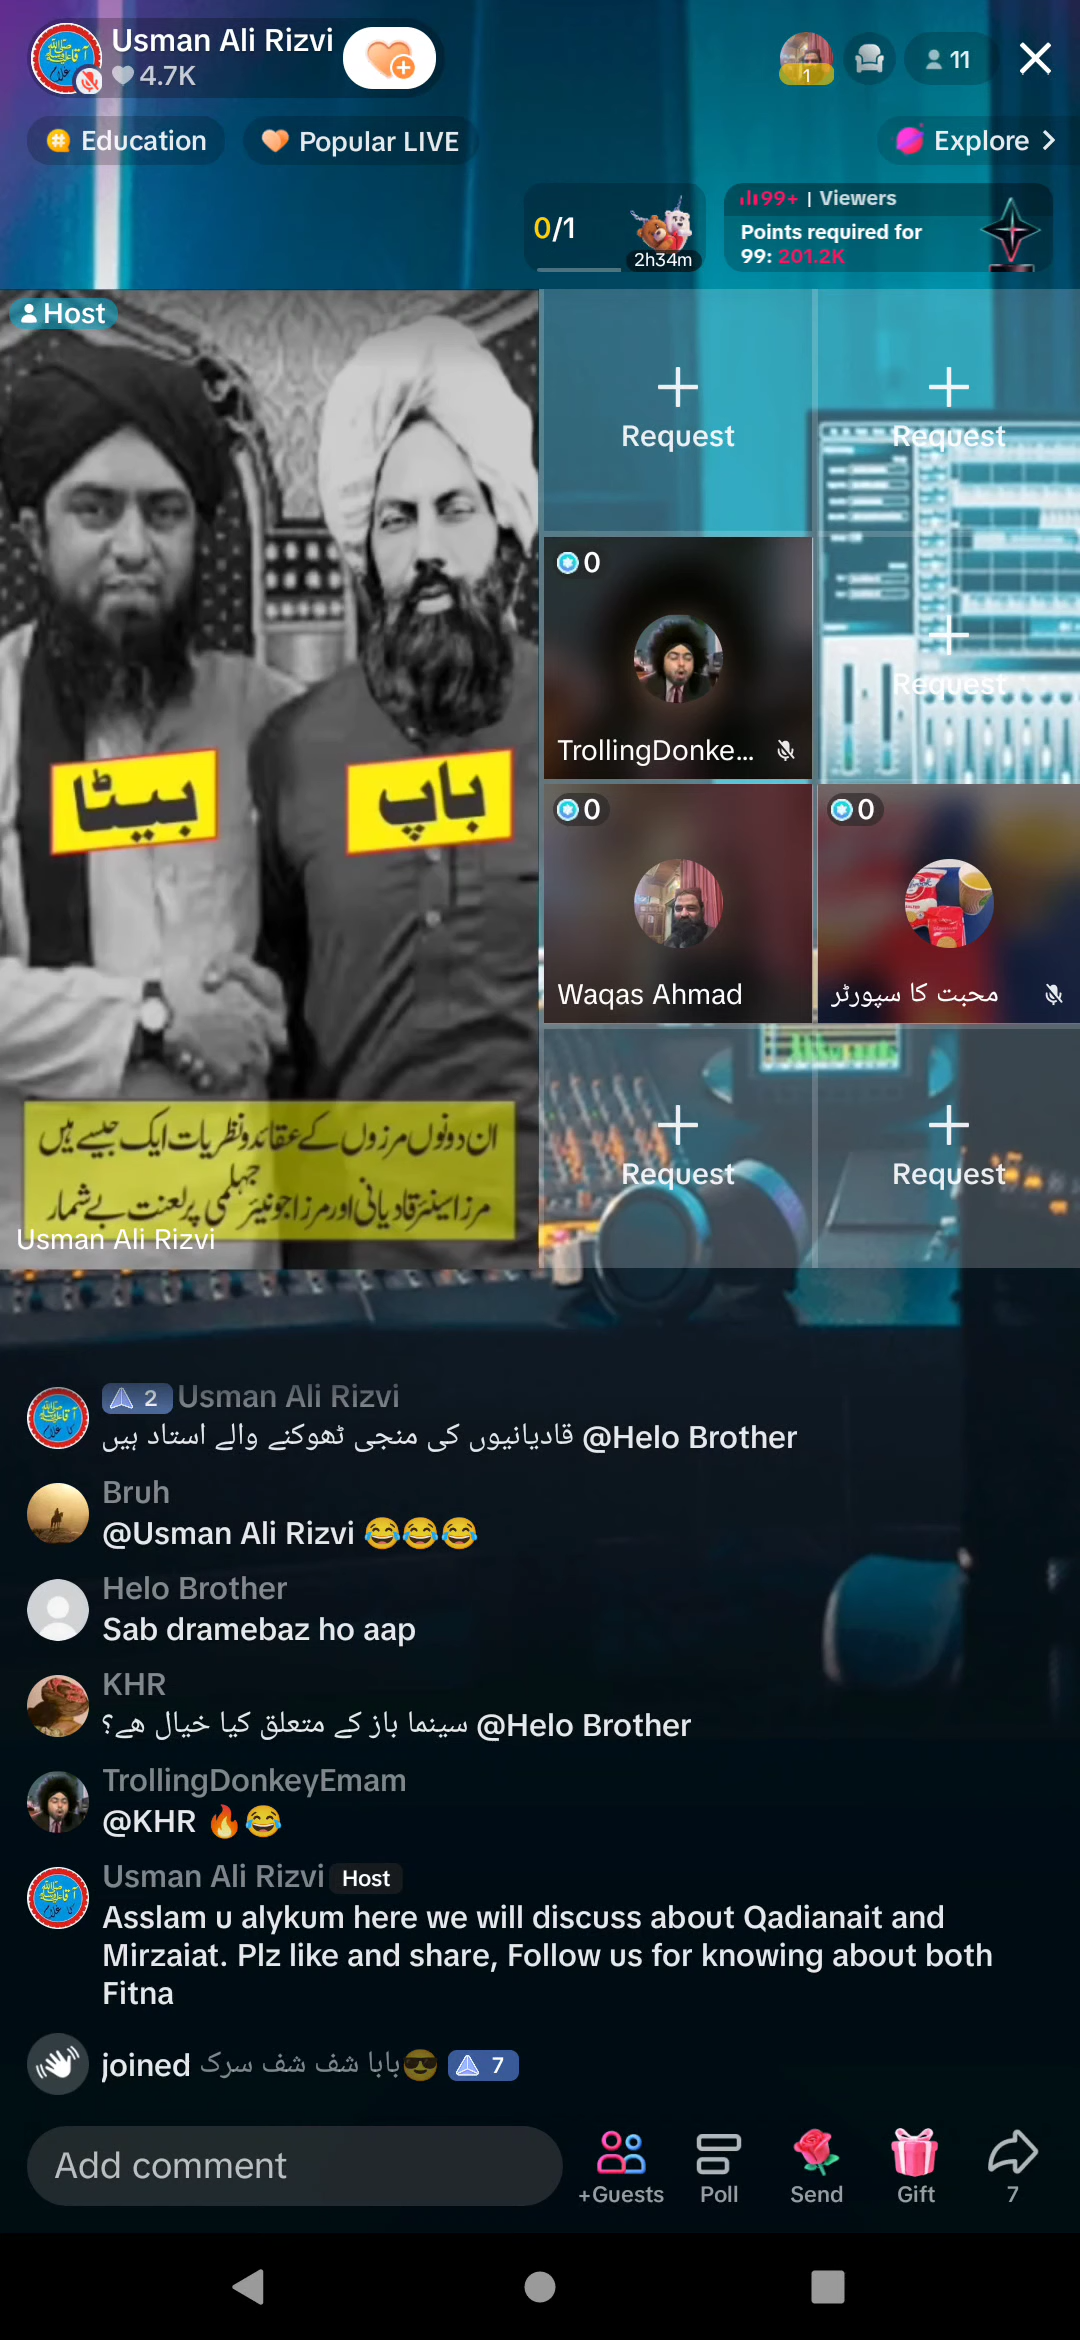 Usman Ali Rizvi
4.7K
1
11
Education
Popular LIVE
Explore
0/1
2h34m
99+ | Viewers
Points required for
99: 201.2K
Host
Request
Request
0
TrollingDonke...
Request
بیٹا
باپ
0
Waqas Ahmad
0
محبت کا سپورٹر
ان دونوں مرزوں کے عقائد و نظریات ایک جیسے ہیں
مرزا سینئر قادیانی اور مرزا جونیئر جہلمی پر لعنت بے شمار
Usman Ali Rizvi
Request
Request
2 Usman Ali Rizvi
قادیانیوں کی منجی ٹھوکنے والے استاد ہیں @Helo Brother
Bruh
@Usman Ali Rizvi 😂😂😂
Helo Brother
Sab dramebaz ho aap
KHR
سینما باز کے متعلق کیا خیال ھے؟ @Helo Brother
TrollingDonkeyEmam
@KHR 🔥😂
Usman Ali Rizvi Host
Asslam u alykum here we will discuss about Qadianait and
Mirzaiat. Plz like and share, Follow us for knowing about both
Fitna
joined بابا شف شف سرک😎 7
Add comment
+Guests
Poll
Send
Gift
7